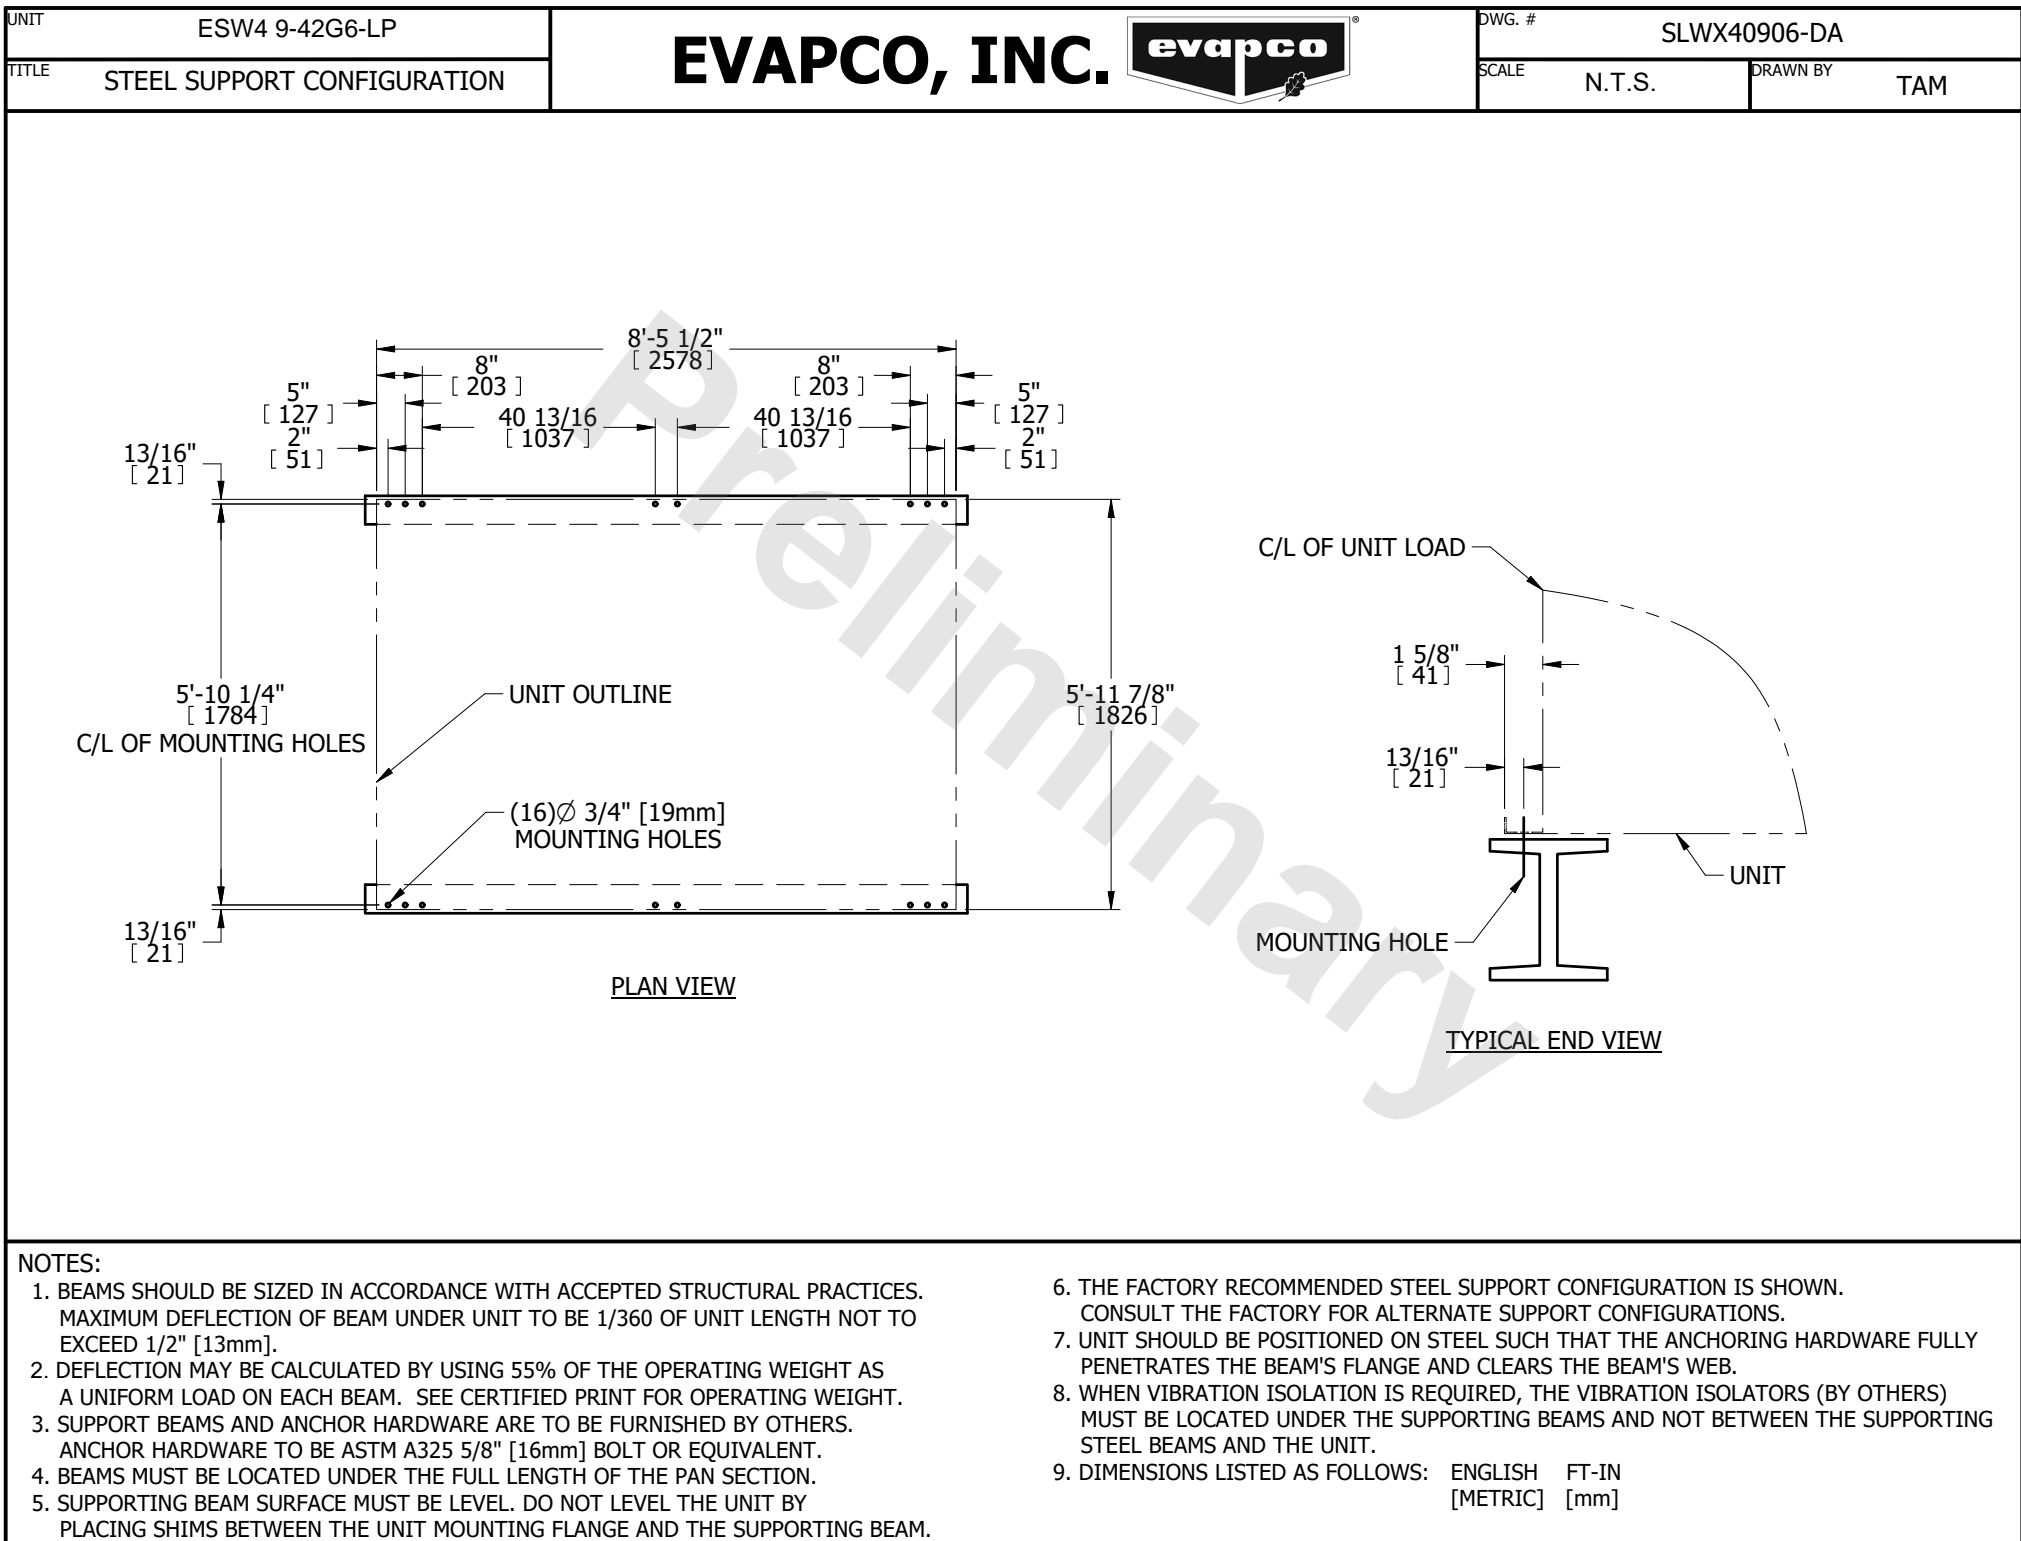 UNIT
ESW4 9-42G6-LP
TITLE
STEEL SUPPORT CONFIGURATION
EVAPCO, INC.
evapco
®
DWG. #
SLWX40906-DA
SCALE
N.T.S.
DRAWN BY
TAM
8'-5 1/2"
[ 2578 ]
8"
[ 203 ]
8"
[ 203 ]
5"
[ 127 ]
5"
[ 127 ]
40 13/16
[ 1037 ]
40 13/16
[ 1037 ]
2"
[ 51 ]
2"
[ 51 ]
13/16"
[ 21 ]
5'-10 1/4"
[ 1784 ]
C/L OF MOUNTING HOLES
UNIT OUTLINE
(16)Ø 3/4" [19mm]
MOUNTING HOLES
5'-11 7/8"
[ 1826 ]
13/16"
[ 21 ]
PLAN VIEW
C/L OF UNIT LOAD
1 5/8"
[ 41 ]
13/16"
[ 21 ]
UNIT
MOUNTING HOLE
TYPICAL END VIEW
Preliminary
NOTES:
1. BEAMS SHOULD BE SIZED IN ACCORDANCE WITH ACCEPTED STRUCTURAL PRACTICES.
MAXIMUM DEFLECTION OF BEAM UNDER UNIT TO BE 1/360 OF UNIT LENGTH NOT TO
EXCEED 1/2" [13mm].
2. DEFLECTION MAY BE CALCULATED BY USING 55% OF THE OPERATING WEIGHT AS
A UNIFORM LOAD ON EACH BEAM. SEE CERTIFIED PRINT FOR OPERATING WEIGHT.
3. SUPPORT BEAMS AND ANCHOR HARDWARE ARE TO BE FURNISHED BY OTHERS.
ANCHOR HARDWARE TO BE ASTM A325 5/8" [16mm] BOLT OR EQUIVALENT.
4. BEAMS MUST BE LOCATED UNDER THE FULL LENGTH OF THE PAN SECTION.
5. SUPPORTING BEAM SURFACE MUST BE LEVEL. DO NOT LEVEL THE UNIT BY
PLACING SHIMS BETWEEN THE UNIT MOUNTING FLANGE AND THE SUPPORTING BEAM.
6. THE FACTORY RECOMMENDED STEEL SUPPORT CONFIGURATION IS SHOWN.
CONSULT THE FACTORY FOR ALTERNATE SUPPORT CONFIGURATIONS.
7. UNIT SHOULD BE POSITIONED ON STEEL SUCH THAT THE ANCHORING HARDWARE FULLY
PENETRATES THE BEAM'S FLANGE AND CLEARS THE BEAM'S WEB.
8. WHEN VIBRATION ISOLATION IS REQUIRED, THE VIBRATION ISOLATORS (BY OTHERS)
MUST BE LOCATED UNDER THE SUPPORTING BEAMS AND NOT BETWEEN THE SUPPORTING
STEEL BEAMS AND THE UNIT.
9. DIMENSIONS LISTED AS FOLLOWS: ENGLISH FT-IN
[METRIC] [mm]